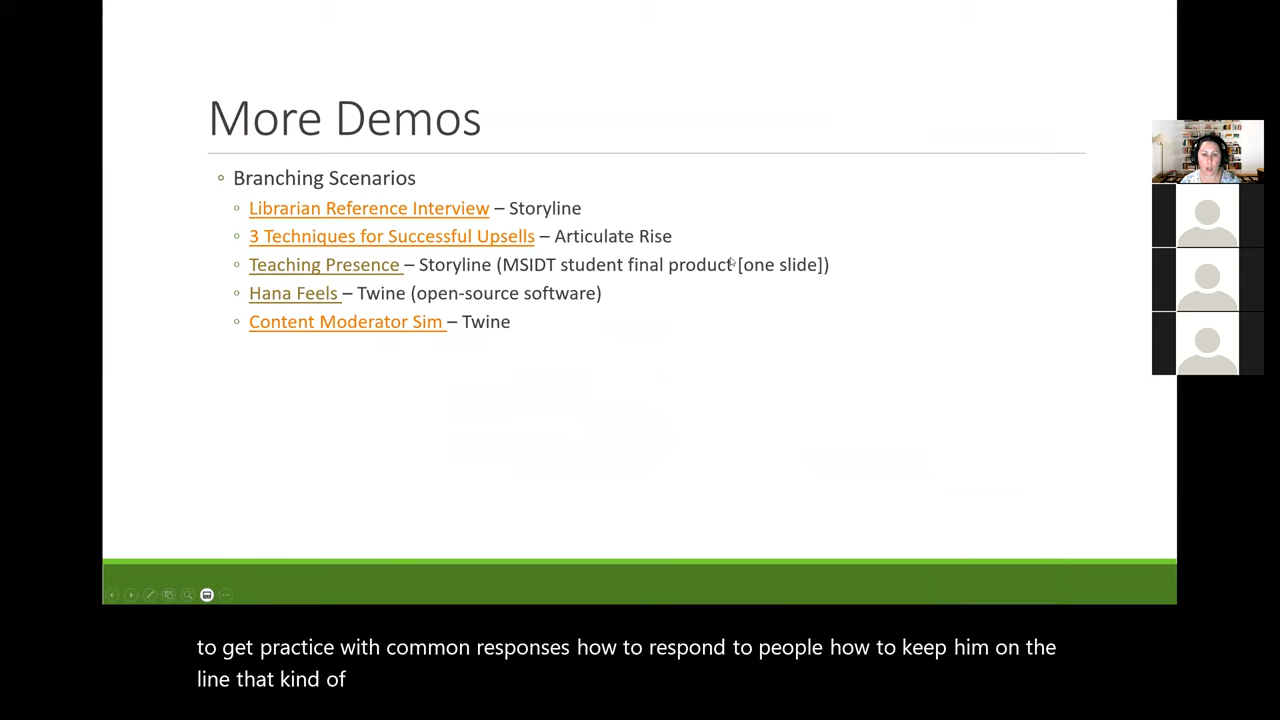 More Demos
Branching Scenarios
Librarian Reference Interview – Storyline
3 Techniques for Successful Upsells – Articulate Rise
Teaching Presence – Storyline (MSIDT student final product [one slide])
Hana Feels – Twine (open-source software)
Content Moderator Sim – Twine
to get practice with common responses how to respond to people how to keep him on the
line that kind of